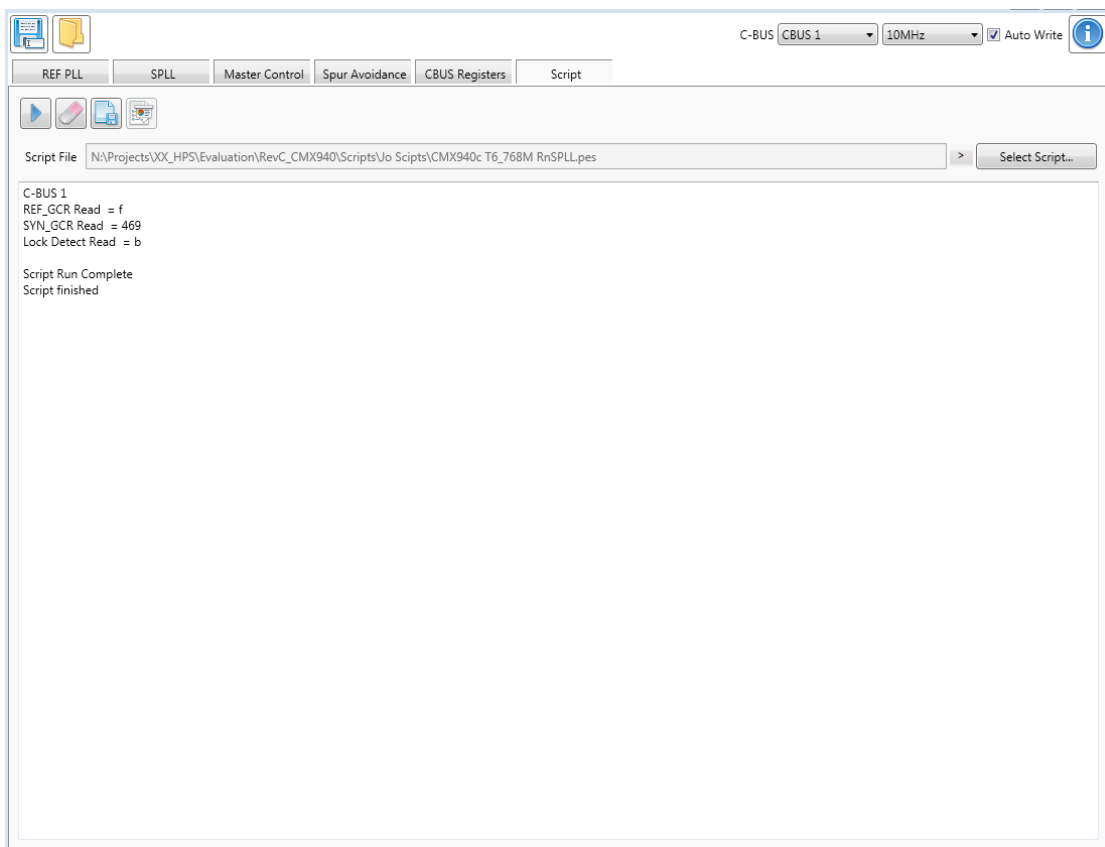 C-BUS CBUS 1 10MHz Auto Write
REF PLL SPLL Master Control Spur Avoidance CBUS Registers Script
Script File N:\Projects\XX_HPS\Evaluation\RevC_CMX940\Scripts\Jo Scipts\CMX940c T6_768M RnSPLL.pes > Select Script...
C-BUS 1
REF_GCR Read = f
SYN_GCR Read = 469
Lock Detect Read = b
Script Run Complete
Script finished